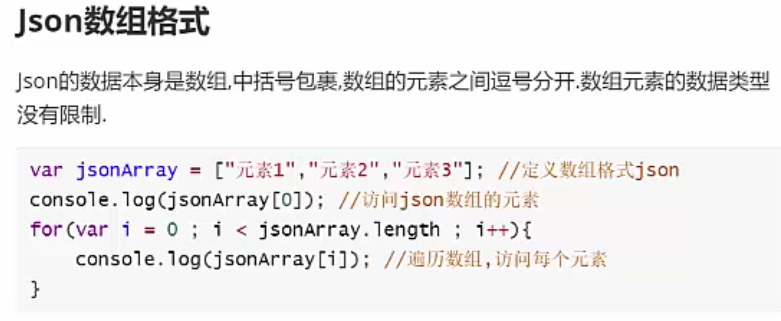 Json数组格式
Json的数据本身是数组,中括号包裹,数组的元素之间逗号分开.数组元素的数据类型
没有限制.
var jsonArray = ["元素1","元素2","元素3"]; //定义数组格式json
console.log(jsonArray[0]); //访问json数组的元素
for(var i = 0 ; i < jsonArray.length ; i++){
    console.log(jsonArray[i]); //遍历数组,访问每个元素
}